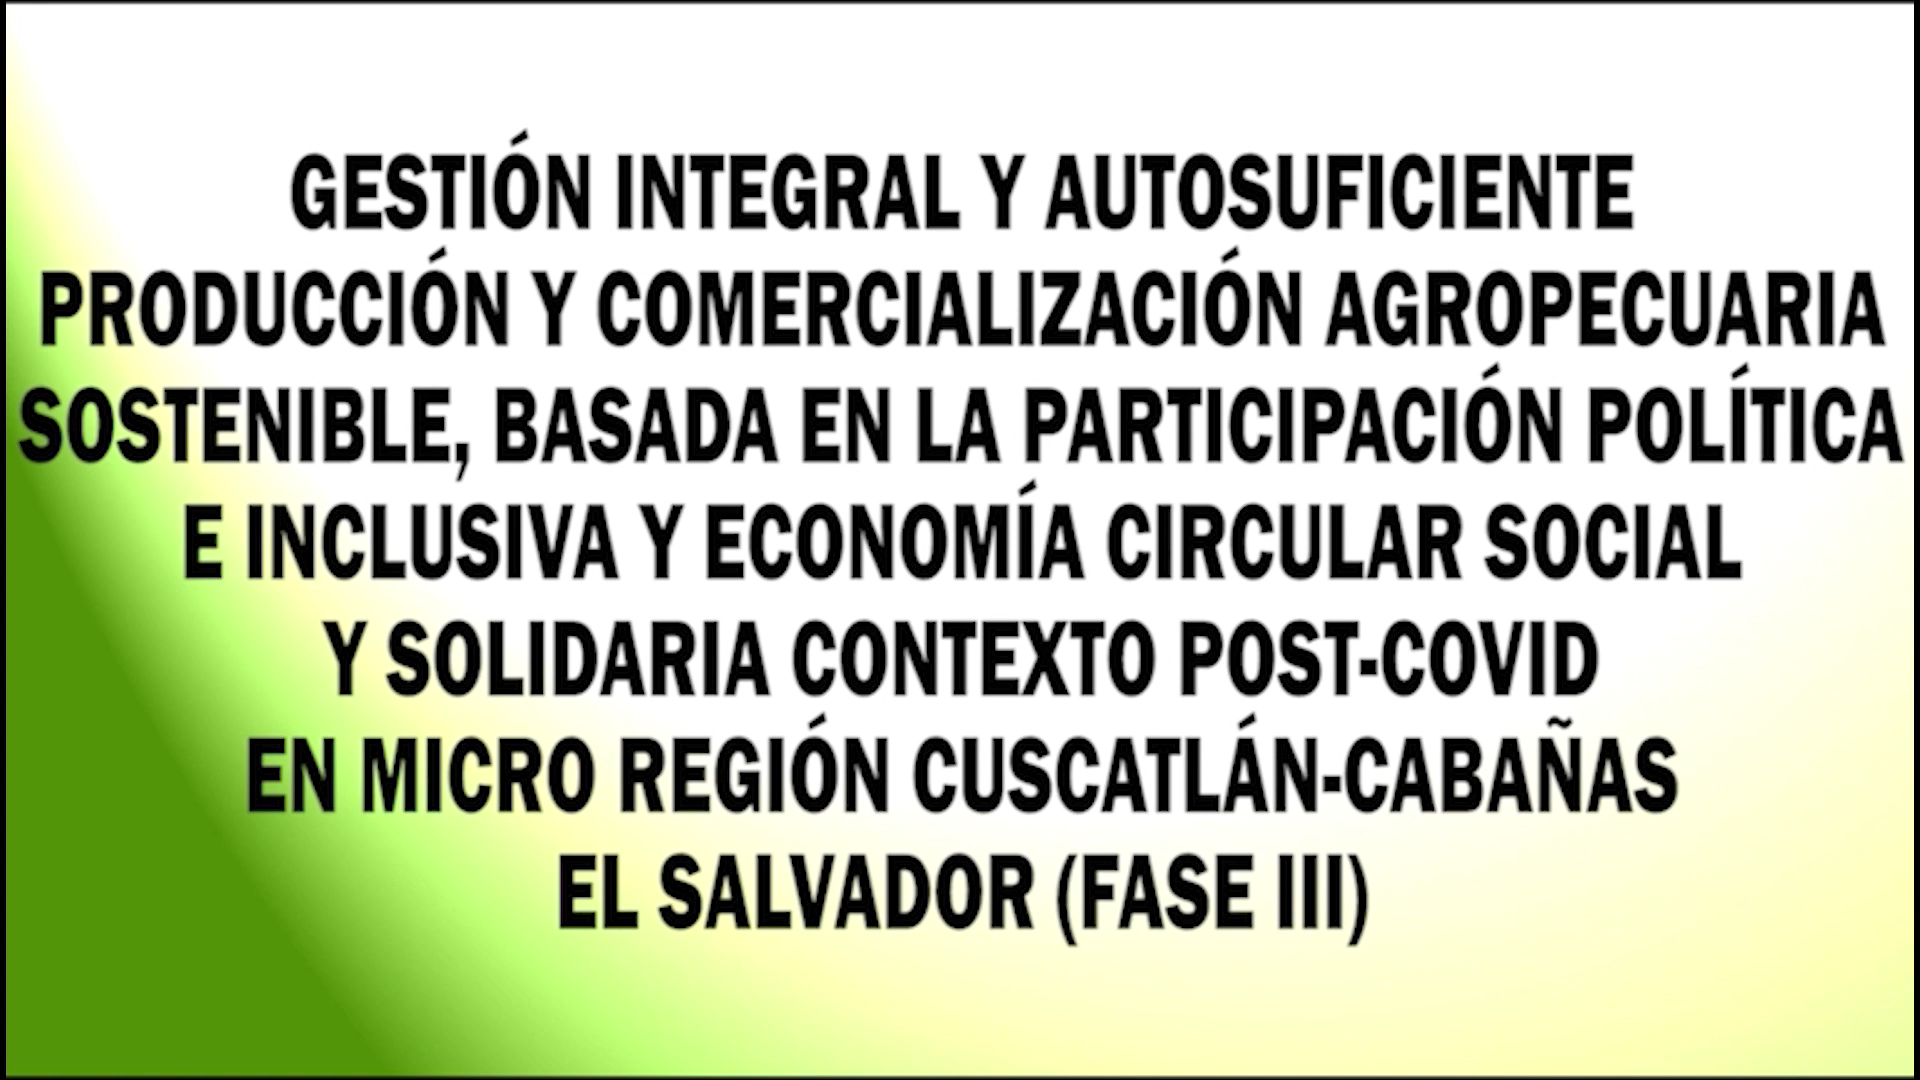 GESTIÓN INTEGRAL Y AUTOSUFICIENTE
PRODUCCIÓN Y COMERCIALIZACIÓN AGROPECUARIA
SOSTENIBLE, BASADA EN LA PARTICIPACIÓN POLÍTICA
E INCLUSIVA Y ECONOMÍA CIRCULAR SOCIAL
Y SOLIDARIA CONTEXTO POST-COVID
EN MICRO REGIÓN CUSCATLÁN-CABAÑAS
EL SALVADOR (FASE III)